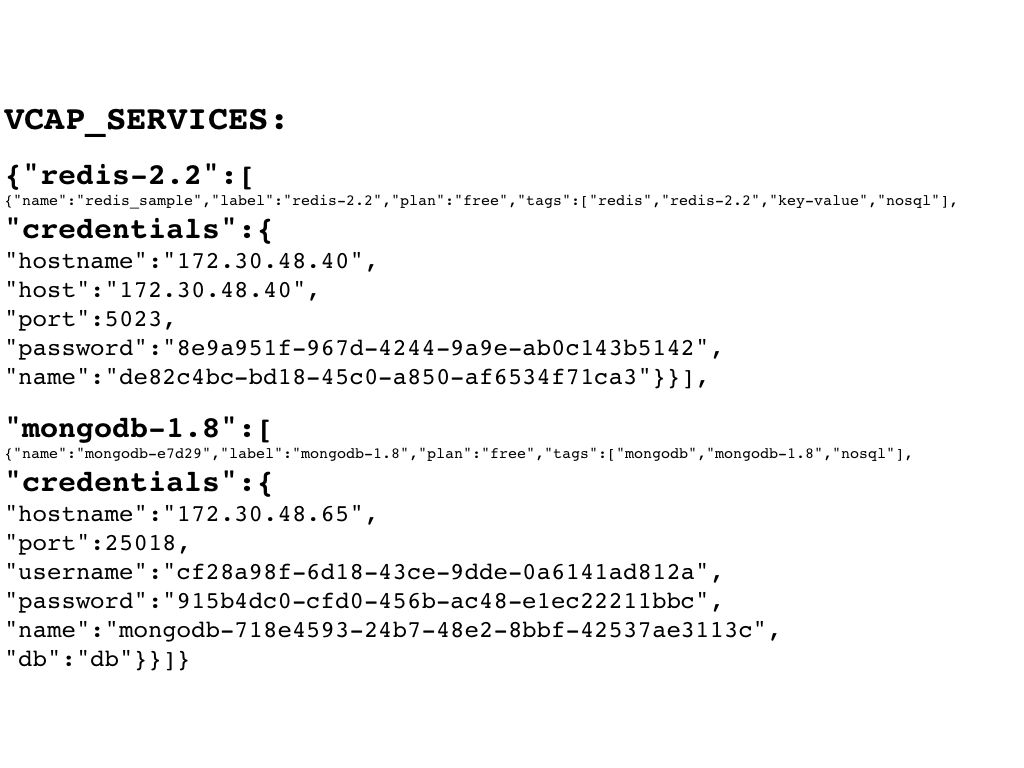 VCAP_SERVICES:
{"redis-2.2":[
{"name":"redis_sample","label":"redis-2.2","plan":"free","tags":["redis","redis-2.2","key-value","nosql"],
"credentials":{
"hostname":"172.30.48.40",
"host":"172.30.48.40",
"port":5023,
"password":"8e9a951f-967d-4244-9a9e-ab0c143b5142",
"name":"de82c4bc-bd18-45c0-a850-af6534f71ca3"}}],
"mongodb-1.8":[
{"name":"mongodb-e7d29","label":"mongodb-1.8","plan":"free","tags":["mongodb","mongodb-1.8","nosql"],
"credentials":{
"hostname":"172.30.48.65",
"port":25018,
"username":"cf28a98f-6d18-43ce-9dde-0a6141ad812a",
"password":"915b4dc0-cfd0-456b-ac48-e1ec22211bbc",
"name":"mongodb-718e4593-24b7-48e2-8bbf-42537ae3113c",
"db":"db"}}]}